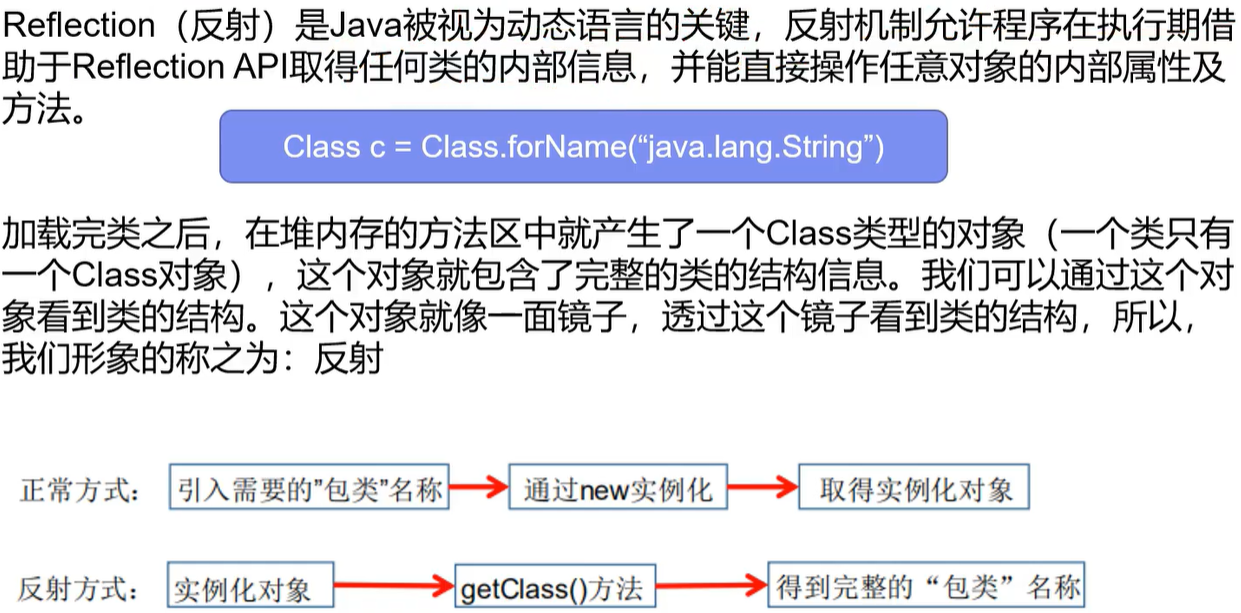 Reflection（反射）是Java被视为动态语言的关键，反射机制允许程序在执行期借
助于Reflection API取得任何类的内部信息，并能直接操作任意对象的内部属性及
方法。
Class c = Class.forName(“java.lang.String”)
加载完类之后，在堆内存的方法区中就产生了一个Class类型的对象（一个类只有
一个Class对象），这个对象就包含了完整的类的结构信息。我们可以通过这个对
象看到类的结构。这个对象就像一面镜子，透过这个镜子看到类的结构，所以，
我们形象的称之为：反射
正常方式： 引入需要的”包类”名称 通过new实例化 取得实例化对象
反射方式： 实例化对象 getClass()方法 得到完整的“包类”名称